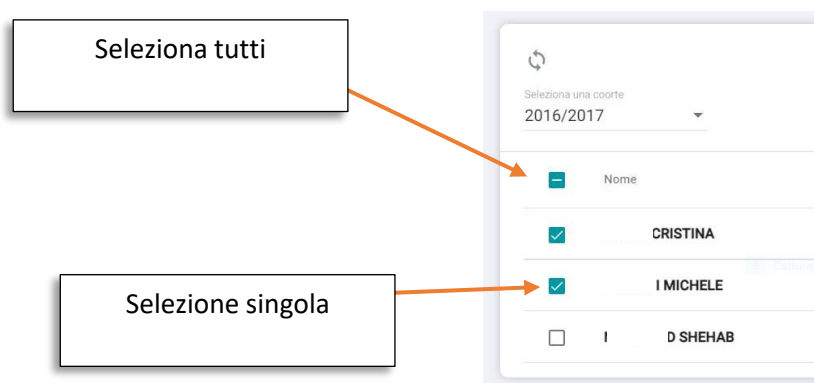 Seleziona tutti
Seleziona una coorte
2016/2017
Nome
CRISTINA
I MICHELE
Selezione singola
D SHEHAB